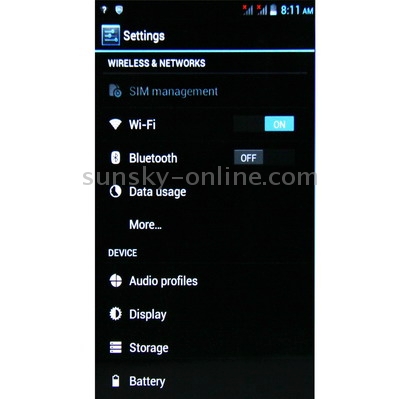 ? 8:11 AM
Settings
WIRELESS & NETWORKS
SIM management
Wi-Fi ON
Bluetooth OFF
sunsky-online.com
Data usage
More...
DEVICE
Audio profiles
Display
Storage
Battery